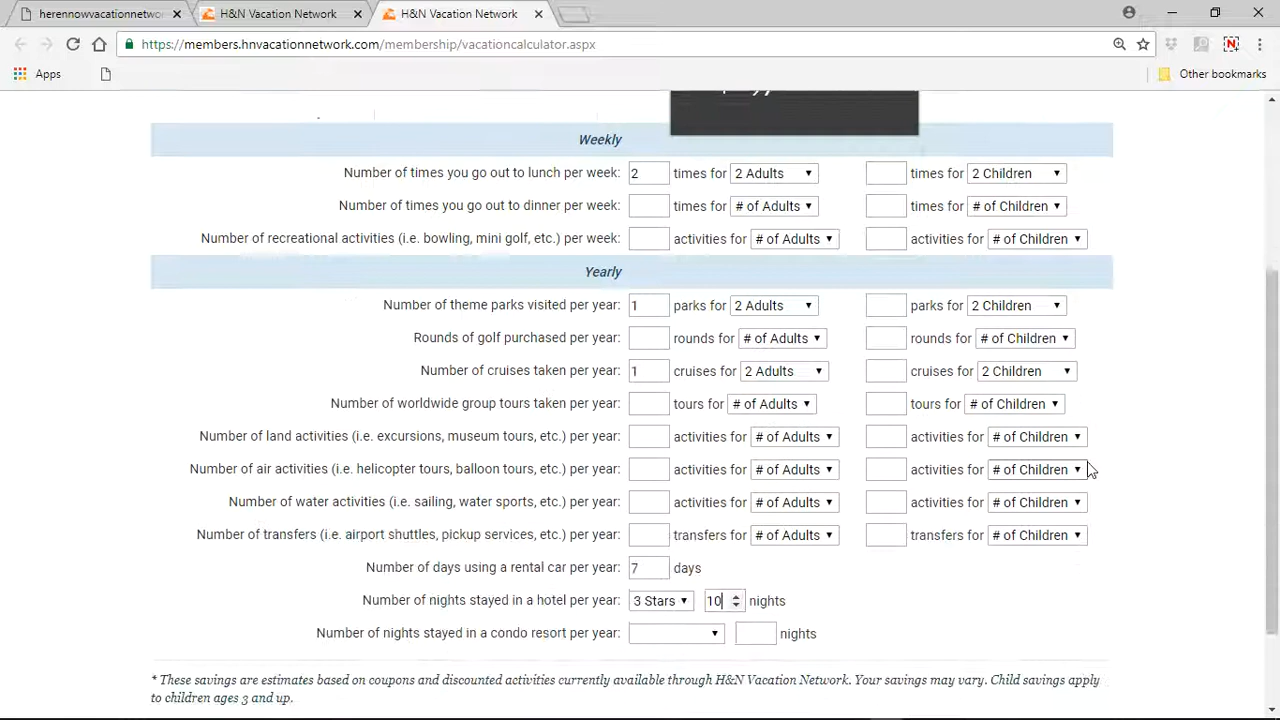 herennowvacationnetwor
H&N Vacation Network
H&N Vacation Network
https://members.hnvacationnetwork.com/membership/vacationcalculator.aspx
Apps
Other bookmarks
Weekly
Number of times you go out to lunch per week: 2 times for 2 Adults times for 2 Children
Number of times you go out to dinner per week: times for # of Adults times for # of Children
Number of recreational activities (i.e. bowling, mini golf, etc.) per week: activities for # of Adults activities for # of Children
Yearly
Number of theme parks visited per year: 1 parks for 2 Adults parks for 2 Children
Rounds of golf purchased per year: rounds for # of Adults rounds for # of Children
Number of cruises taken per year: 1 cruises for 2 Adults cruises for 2 Children
Number of worldwide group tours taken per year: tours for # of Adults tours for # of Children
Number of land activities (i.e. excursions, museum tours, etc.) per year: activities for # of Adults activities for # of Children
Number of air activities (i.e. helicopter tours, balloon tours, etc.) per year: activities for # of Adults activities for # of Children
Number of water activities (i.e. sailing, water sports, etc.) per year: activities for # of Adults activities for # of Children
Number of transfers (i.e. airport shuttles, pickup services, etc.) per year: transfers for # of Adults transfers for # of Children
Number of days using a rental car per year: 7 days
Number of nights stayed in a hotel per year: 3 Stars 10 nights
Number of nights stayed in a condo resort per year: nights
* These savings are estimates based on coupons and discounted activities currently available through H&N Vacation Network. Your savings may vary. Child savings apply
to children ages 3 and up.